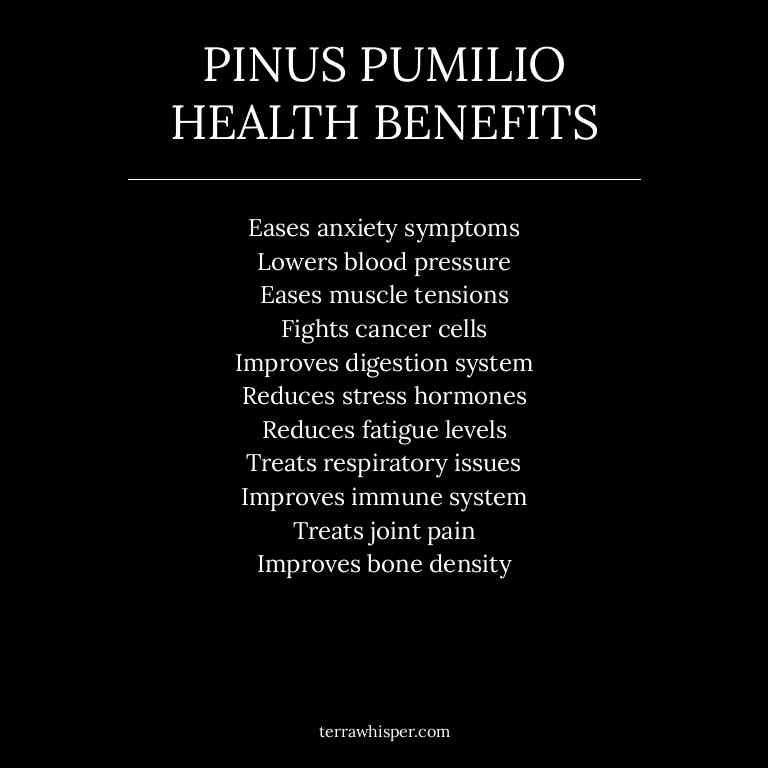 PINUS PUMILIO
HEALTH BENEFITS
Eases anxiety symptoms
Lowers blood pressure
Eases muscle tensions
Fights cancer cells
Improves digestion system
Reduces stress hormones
Reduces fatigue levels
Treats respiratory issues
Improves immune system
Treats joint pain
Improves bone density
terrawhisper.com